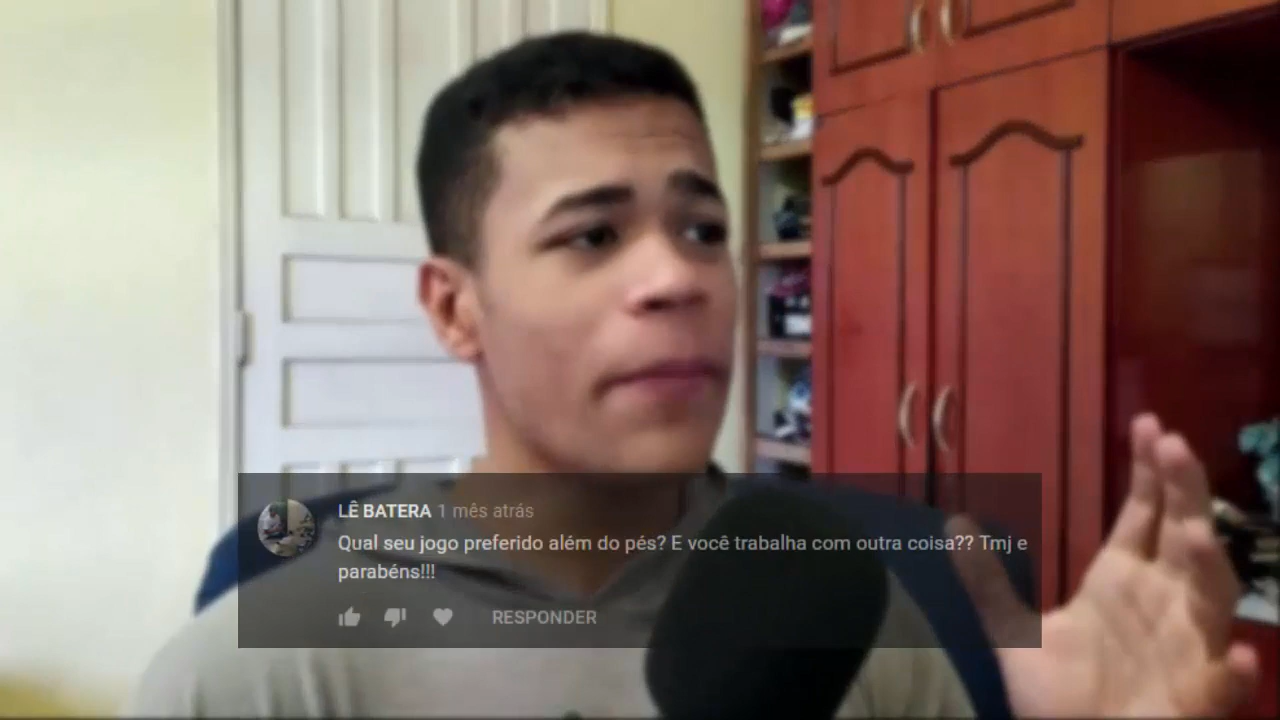 LÊ BATERA 1 mês atrás
Qual seu jogo preferido além do pés? E você trabalha com outra coisa?? Tmj e
parabéns!!!
RESPONDER